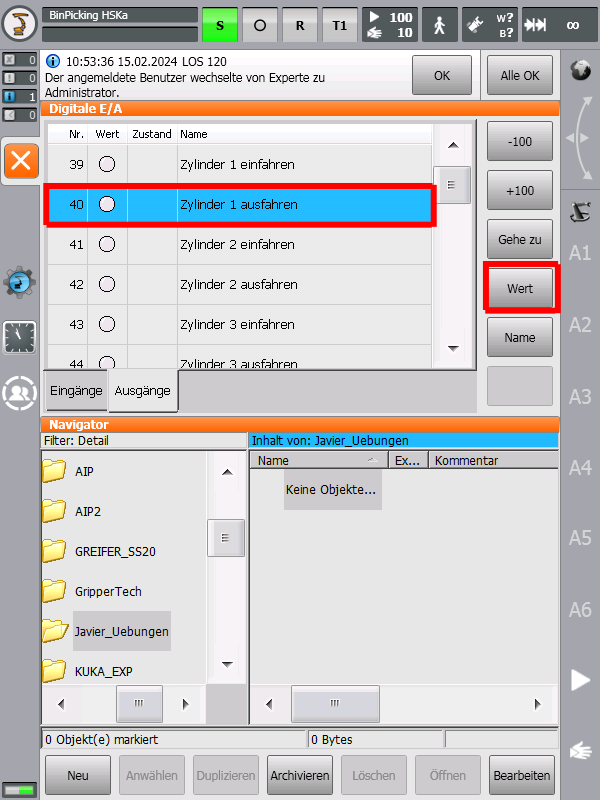 BinPicking HSKa
S
O
R
T1
100
10
W?
B?
∞
0
0
1
0
10:53:36 15.02.2024 LOS 120
Der angemeldete Benutzer wechselte von Experte zu
Administrator.
OK
Alle OK
Digitale E/A
Nr. Wert Zustand Name
39 Zylinder 1 einfahren
40 Zylinder 1 ausfahren
41 Zylinder 2 einfahren
42 Zylinder 2 ausfahren
43 Zylinder 3 einfahren
44 Zylinder 3 ausfahren
Eingänge
Ausgänge
-100
+100
Gehe zu
Wert
Name
A1
A2
A3
A4
A5
A6
Navigator
Filter: Detail
Inhalt von: Javier_Uebungen
AIP
AIP2
GREIFER_SS20
GripperTech
Javier_Uebungen
KUKA_EXP
Name Ex... Kommentar
Keine Objekte...
0 Objekt(e) markiert
0 Bytes
Neu
Anwählen
Duplizieren
Archivieren
Löschen
Öffnen
Bearbeiten